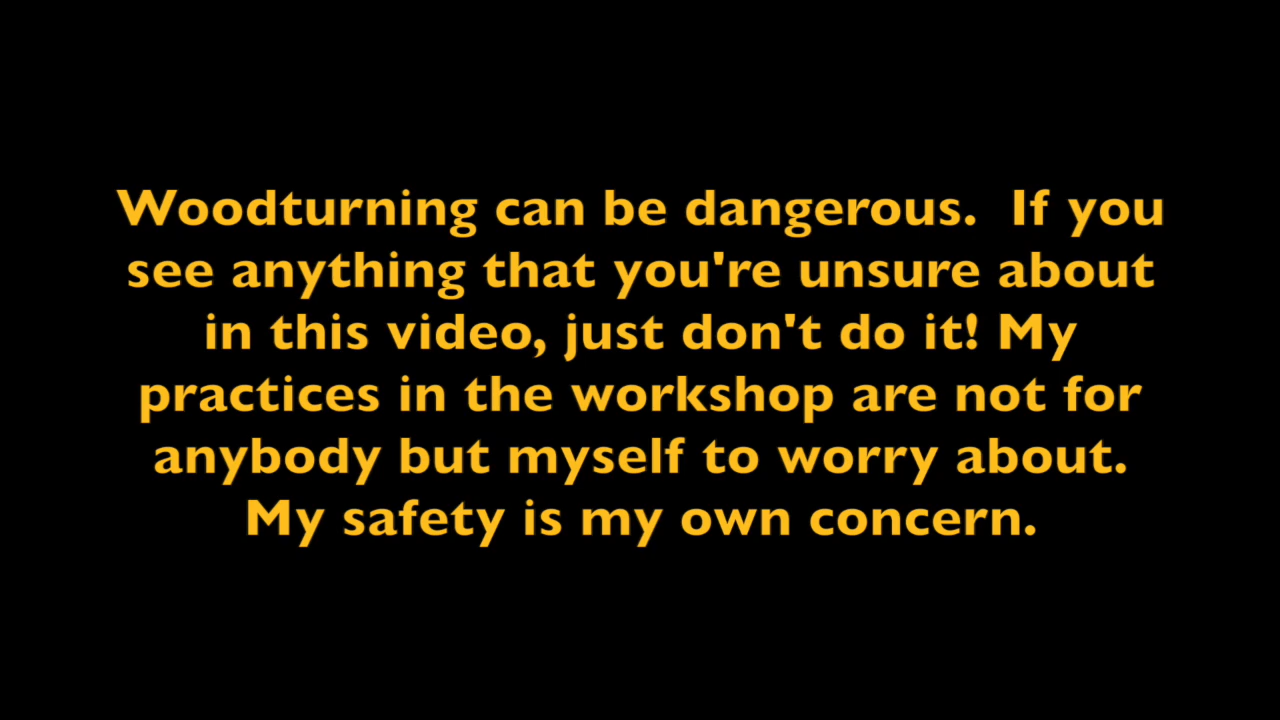 Woodturning can be dangerous.  If you
see anything that you're unsure about
in this video, just don't do it! My
practices in the workshop are not for
anybody but myself to worry about.
My safety is my own concern.